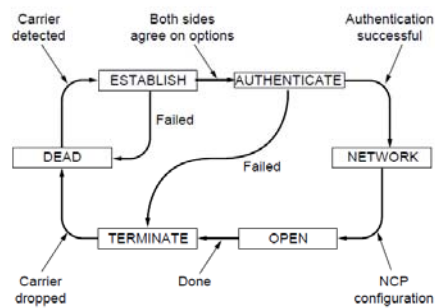 Carrier
detected
Both sides
agree on options
Authentication
successful
ESTABLISH
AUTHENTICATE
Failed
DEAD
NETWORK
Failed
TERMINATE
OPEN
Carrier
dropped
Done
NCP
configuration